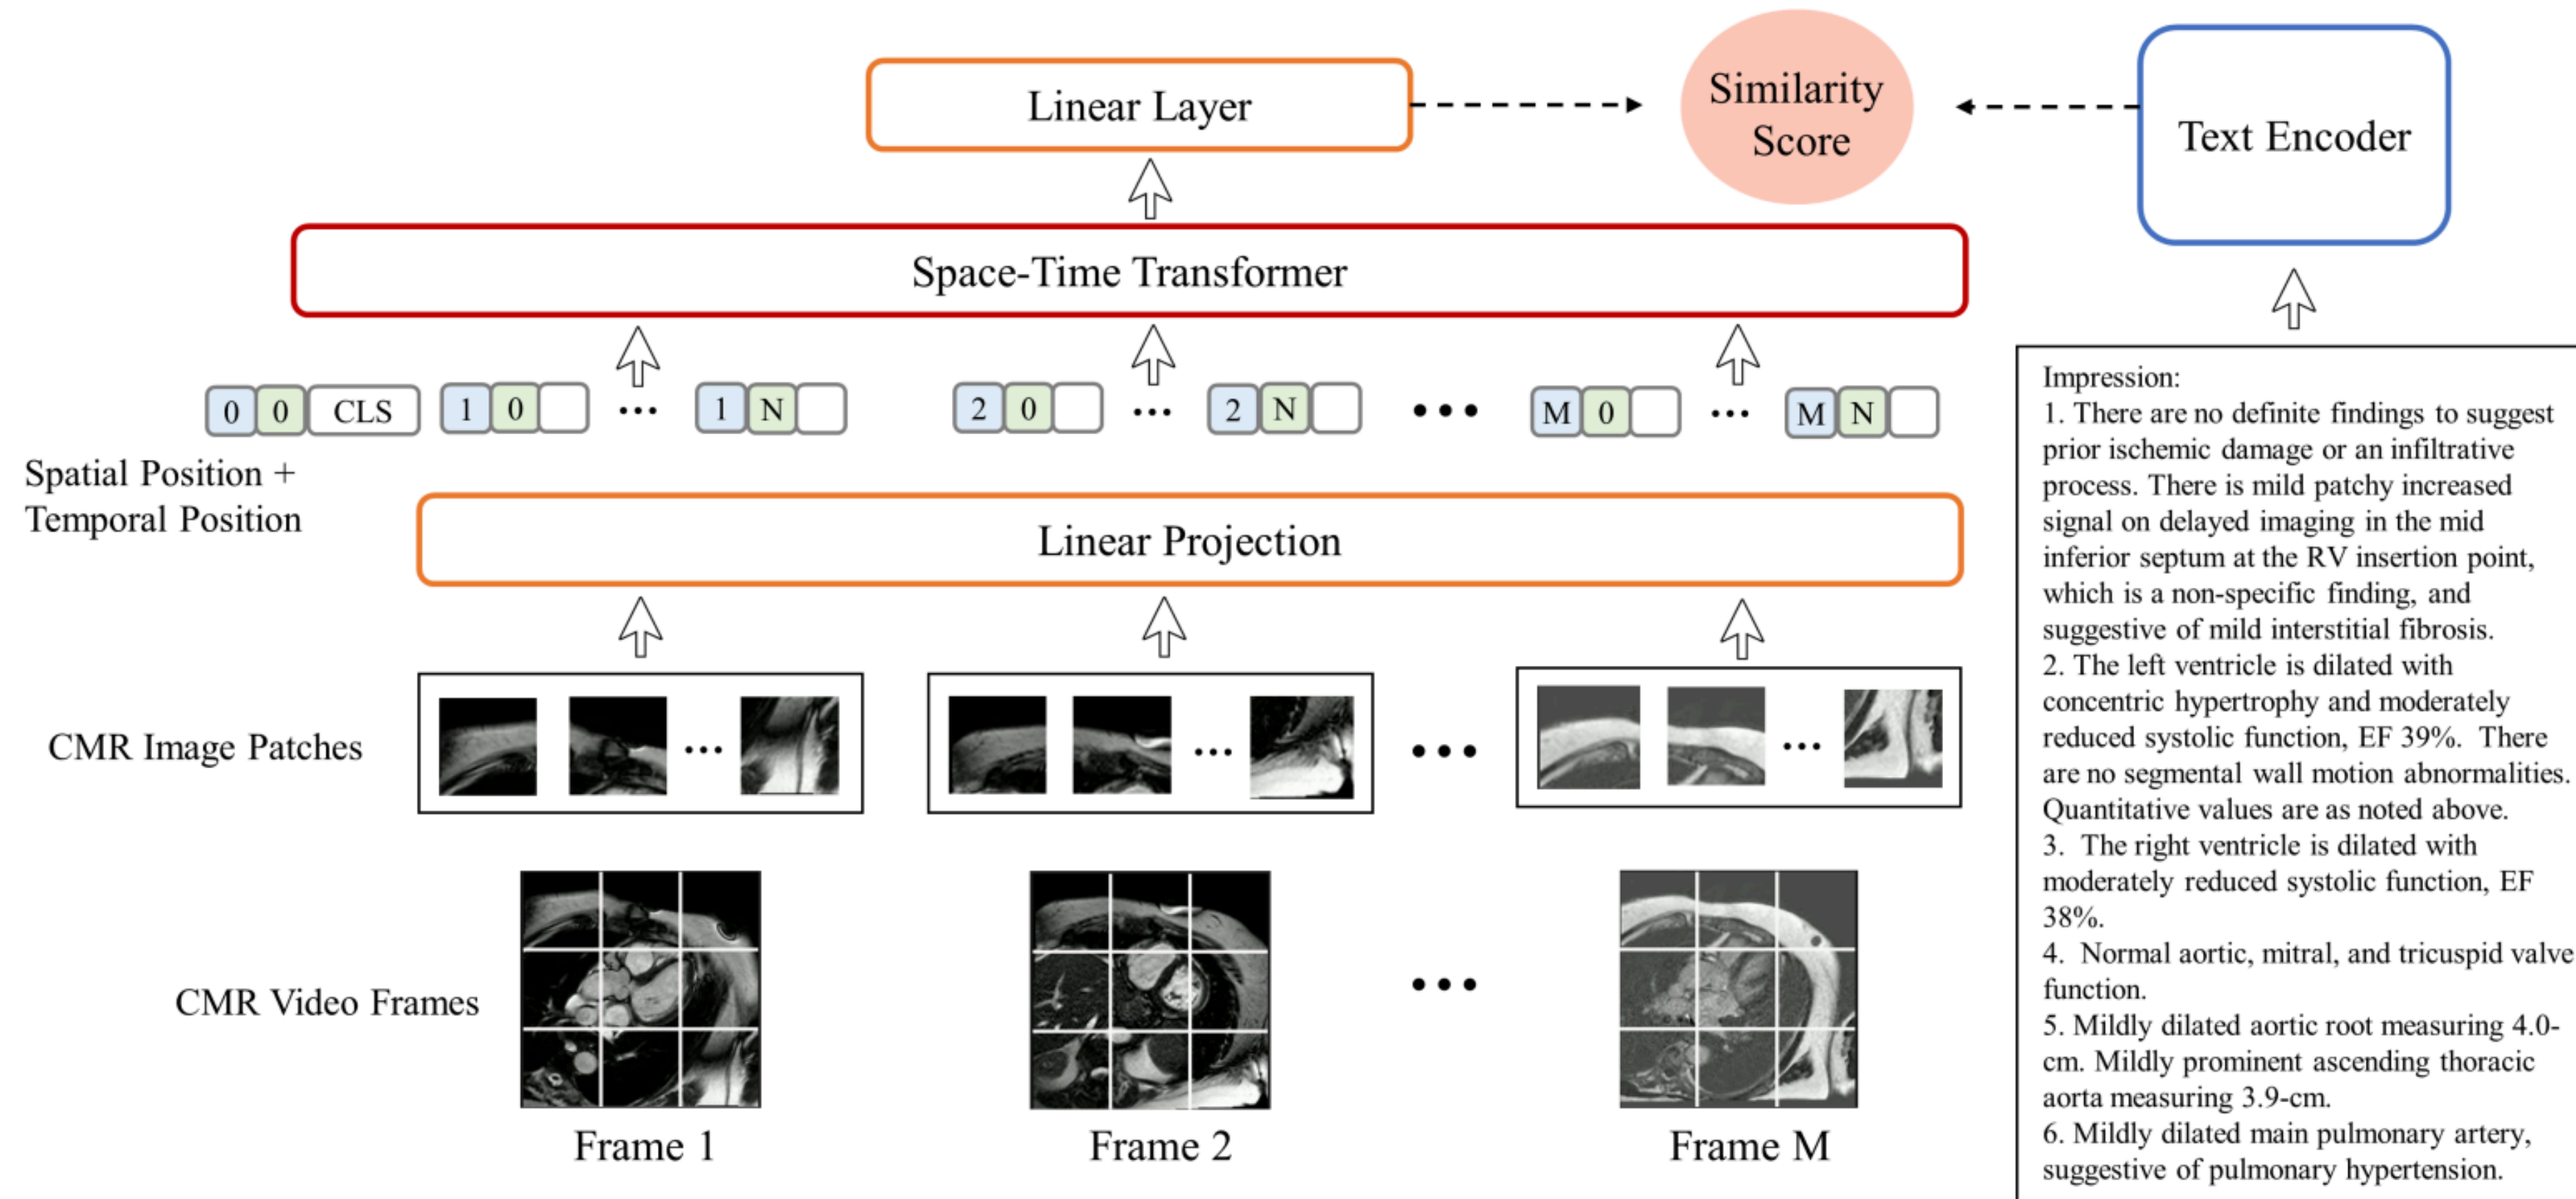 Linear Layer
Similarity
Score
Text Encoder
Space-Time Transformer
0 0 CLS 1 0 ... 1 N 2 0 ... 2 N ... M 0 ... M N
Spatial Position +
Temporal Position
Linear Projection
CMR Image Patches
...
...
...
...
CMR Video Frames
...
Frame 1
Frame 2
Frame M
Impression:
1. There are no definite findings to suggest
prior ischemic damage or an infiltrative
process. There is mild patchy increased
signal on delayed imaging in the mid
inferior septum at the RV insertion point,
which is a non-specific finding, and
suggestive of mild interstitial fibrosis.
2. The left ventricle is dilated with
concentric hypertrophy and moderately
reduced systolic function, EF 39%. There
are no segmental wall motion abnormalities.
Quantitative values are as noted above.
3. The right ventricle is dilated with
moderately reduced systolic function, EF
38%.
4. Normal aortic, mitral, and tricuspid valve
function.
5. Mildly dilated aortic root measuring 4.0-
cm. Mildly prominent ascending thoracic
aorta measuring 3.9-cm.
6. Mildly dilated main pulmonary artery,
suggestive of pulmonary hypertension.